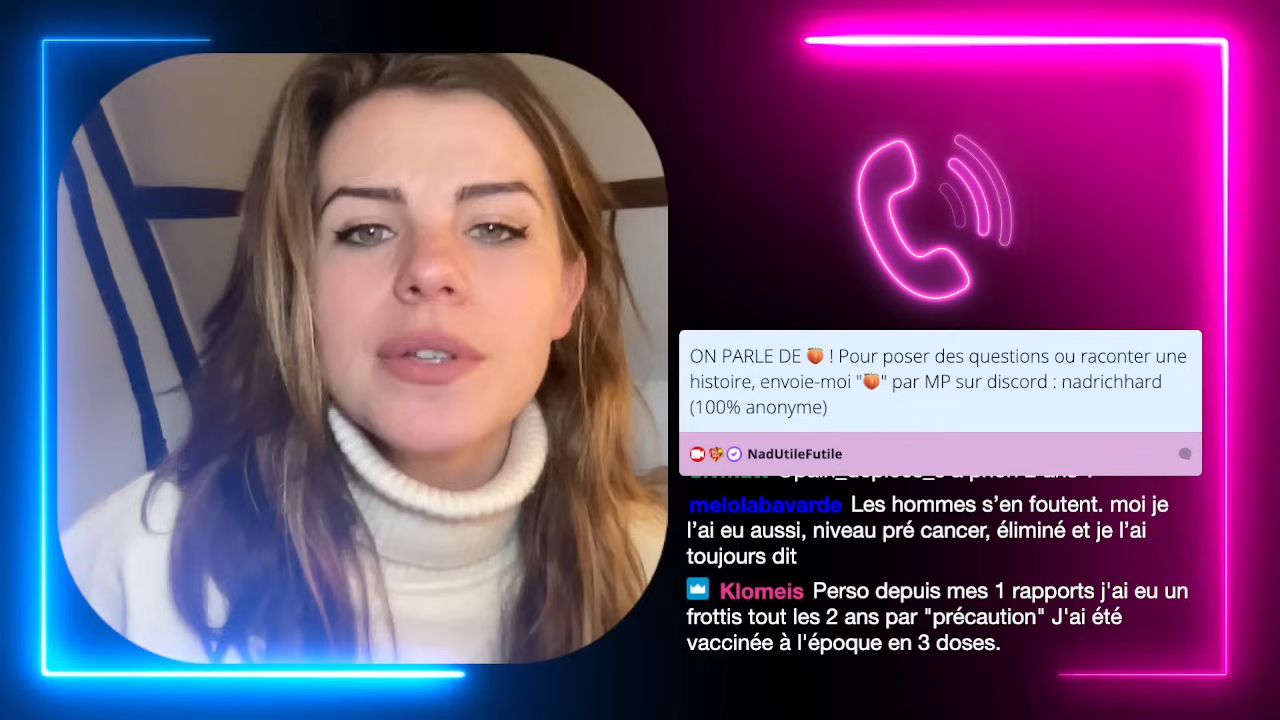 ON PARLE DE 🍑 ! Pour poser des questions ou raconter une
histoire, envoie-moi "🍑" par MP sur discord : nadrichhard
(100% anonyme)
NadUtileFutile
melolabavarde Les hommes s’en foutent. moi je
l’ai eu aussi, niveau pré cancer, éliminé et je l’ai
toujours dit
Klomeis Perso depuis mes 1 rapports j'ai eu un
frottis tout les 2 ans par "précaution" J'ai été
vaccinée à l'époque en 3 doses.